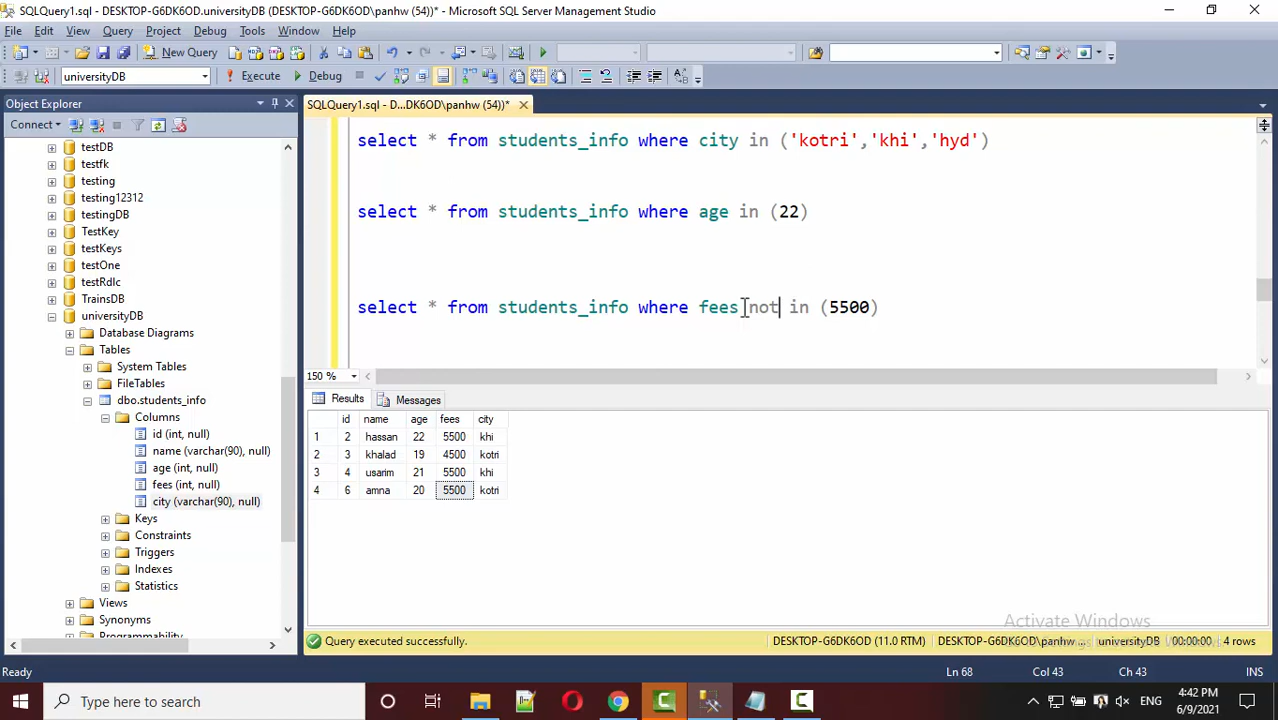 SQLQuery1.sql - DESKTOP-G6DK6OD.universityDB (DESKTOP-G6DK6OD\panhw (54))* - Microsoft SQL Server Management Studio
File Edit View Query Project Debug Tools Window Help
New Query
universityDB Execute Debug
Object Explorer
SQLQuery1.sql - D...DK6OD\panhw (54))*
Connect
testDB
testfk
testing
testing12312
testingDB
TestKey
testKeys
testOne
testRdlc
TrainsDB
universityDB
Database Diagrams
Tables
System Tables
FileTables
dbo.students_info
Columns
id (int, null)
name (varchar(90), null)
age (int, null)
fees (int, null)
city (varchar(90), null)
Keys
Constraints
Triggers
Indexes
Statistics
Views
Synonyms
Programmability
select * from students_info where city in ('kotri','khi','hyd')
select * from students_info where age in (22)
select * from students_info where fees not in (5500)
150 %
Results Messages
id name age fees city
1 2 hassan 22 5500 khi
2 3 khalad 19 4500 kotri
3 4 usarim 21 5500 khi
4 6 amna 20 5500 kotri
Activate Windows
Query executed successfully. DESKTOP-G6DK6OD (11.0 RTM) DESKTOP-G6DK6OD\panhw ... universityDB 00:00:00 4 rows
Ready Ln 68 Col 43 Ch 43 INS
Type here to search
ENG
4:42 PM
6/9/2021